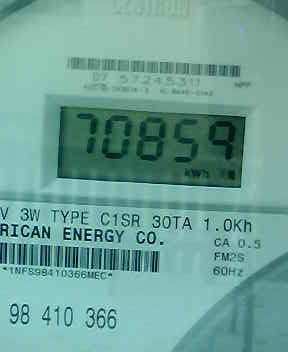 07 57245311
70859
kWh
V 3W TYPE C1SR 30TA 1.0Kh
RICAN ENERGY CO.
CA 0.5
FM2S
60Hz
*1NFS98410366MEC*
98 410 366